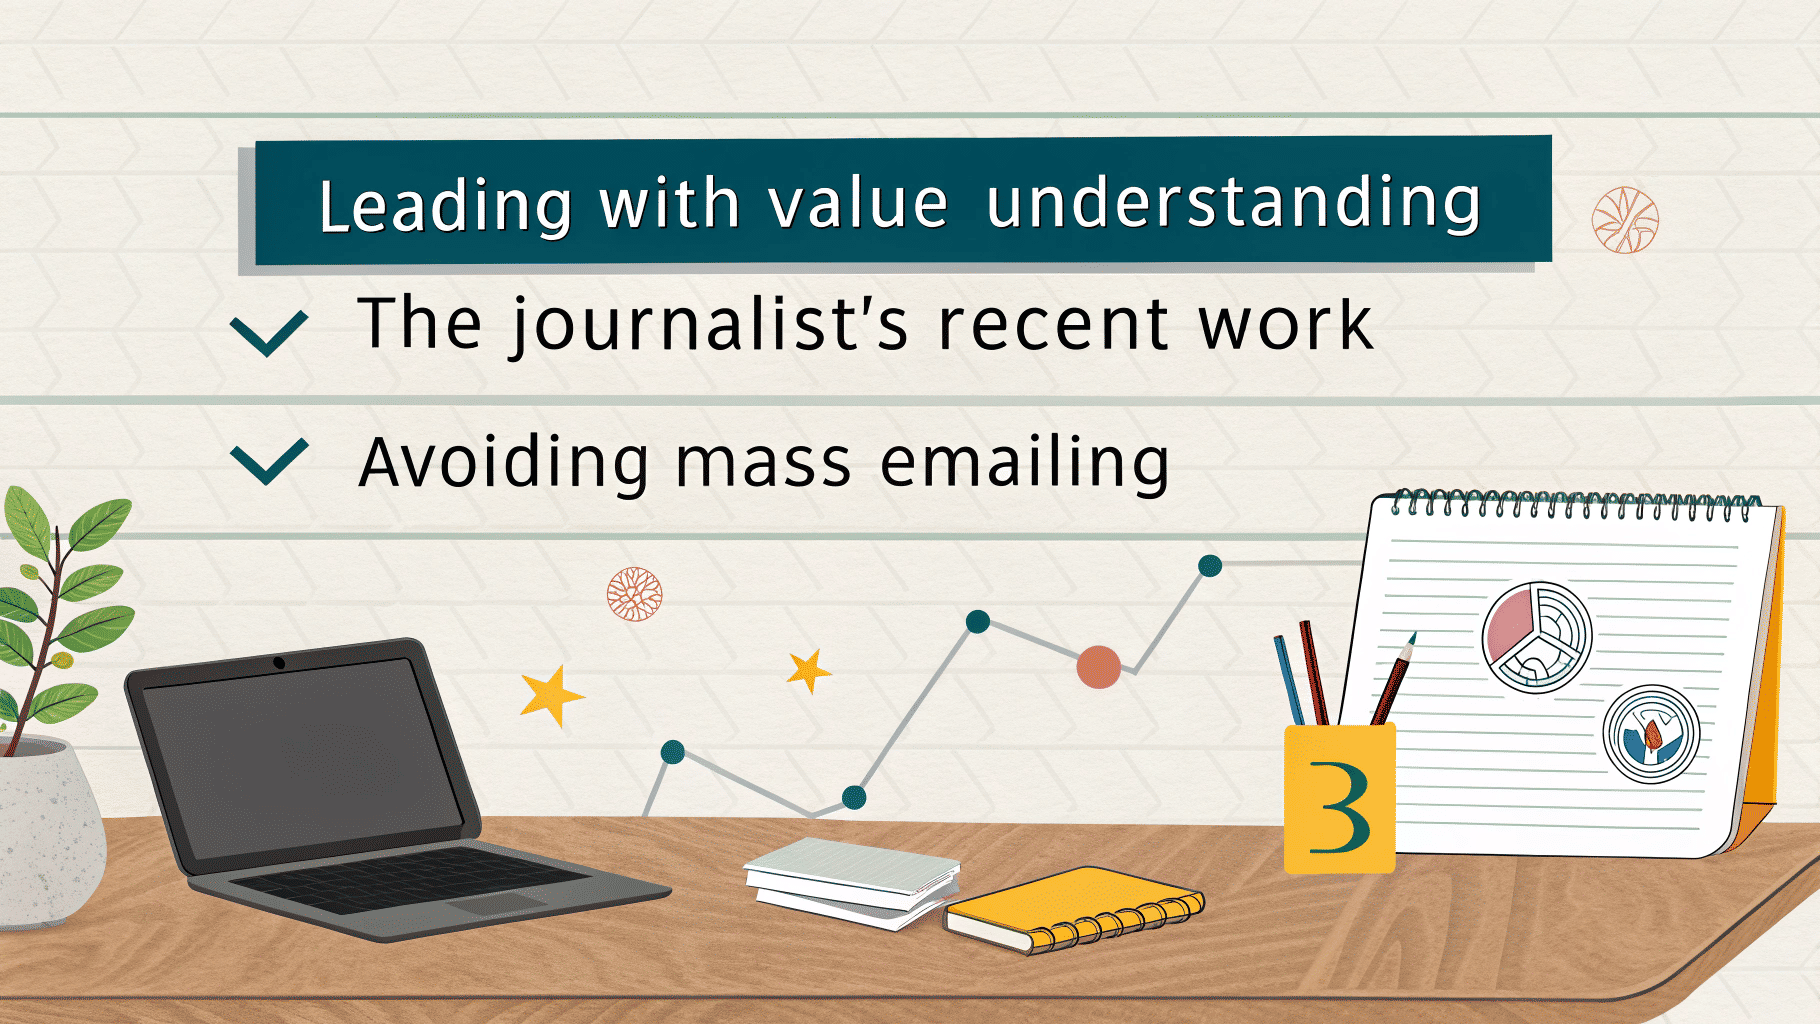 Leading with value understanding
The journalist's recent work
Avoiding mass emailing
3